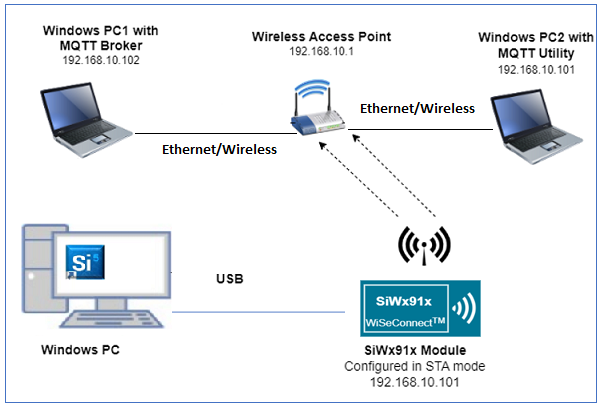 Windows PC1 with
MQTT Broker
192.168.10.102
Wireless Access Point
192.168.10.1
Windows PC2 with
MQTT Utility
192.168.10.101
Ethernet/Wireless
Ethernet/Wireless
Si
USB
SiWx91x
WiSeConnect™
Windows PC
SiWx91x Module
Configured in STA mode
192.168.10.101